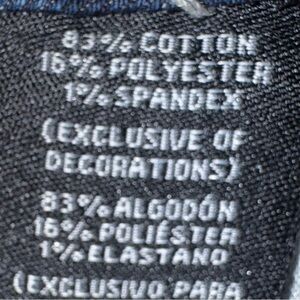 83% COTTON
16% POLYESTER
1% SPANDEX
(EXCLUSIVE OF
DECORATIONS)
83% ALGODÓN
16% POLIÉSTER
1% ELASTANO
(EXCLUSIVO PARA